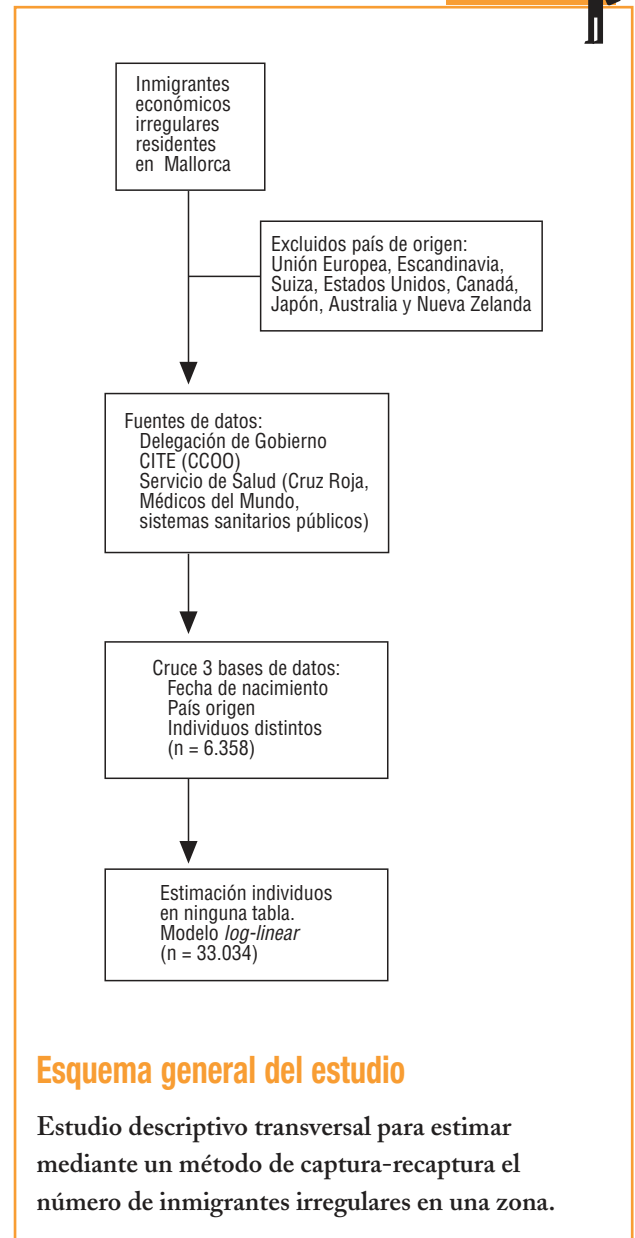 Inmigrantes
económicos
irregulares
residentes
en Mallorca
Excluidos país de origen:
Unión Europea, Escandinavia,
Suiza, Estados Unidos, Canadá,
Japón, Australia y Nueva Zelanda
Fuentes de datos:
Delegación de Gobierno
CITE (CCOO)
Servicio de Salud (Cruz Roja,
Médicos del Mundo,
sistemas sanitarios públicos)
Cruce 3 bases de datos:
Fecha de nacimiento
País origen
Individuos distintos
(n = 6.358)
Estimación individuos
en ninguna tabla.
Modelo log-linear
(n = 33.034)
Esquema general del estudio
Estudio descriptivo transversal para estimar
mediante un método de captura-recaptura el
número de inmigrantes irregulares en una zona.